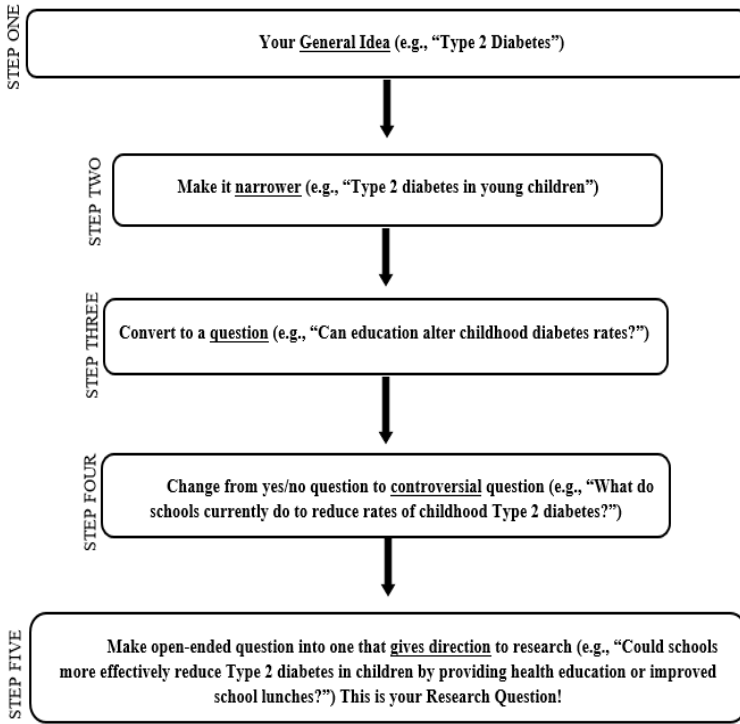 STEP ONE
Your General Idea (e.g., “Type 2 Diabetes”)
STEP TWO
Make it narrower (e.g., “Type 2 diabetes in young children”)
STEP THREE
Convert to a question (e.g., “Can education alter childhood diabetes rates?”)
STEP FOUR
Change from yes/no question to controversial question (e.g., “What do
schools currently do to reduce rates of childhood Type 2 diabetes?”)
STEP FIVE
Make open-ended question into one that gives direction to research (e.g., “Could schools
more effectively reduce Type 2 diabetes in children by providing health education or improved
school lunches?”) This is your Research Question!